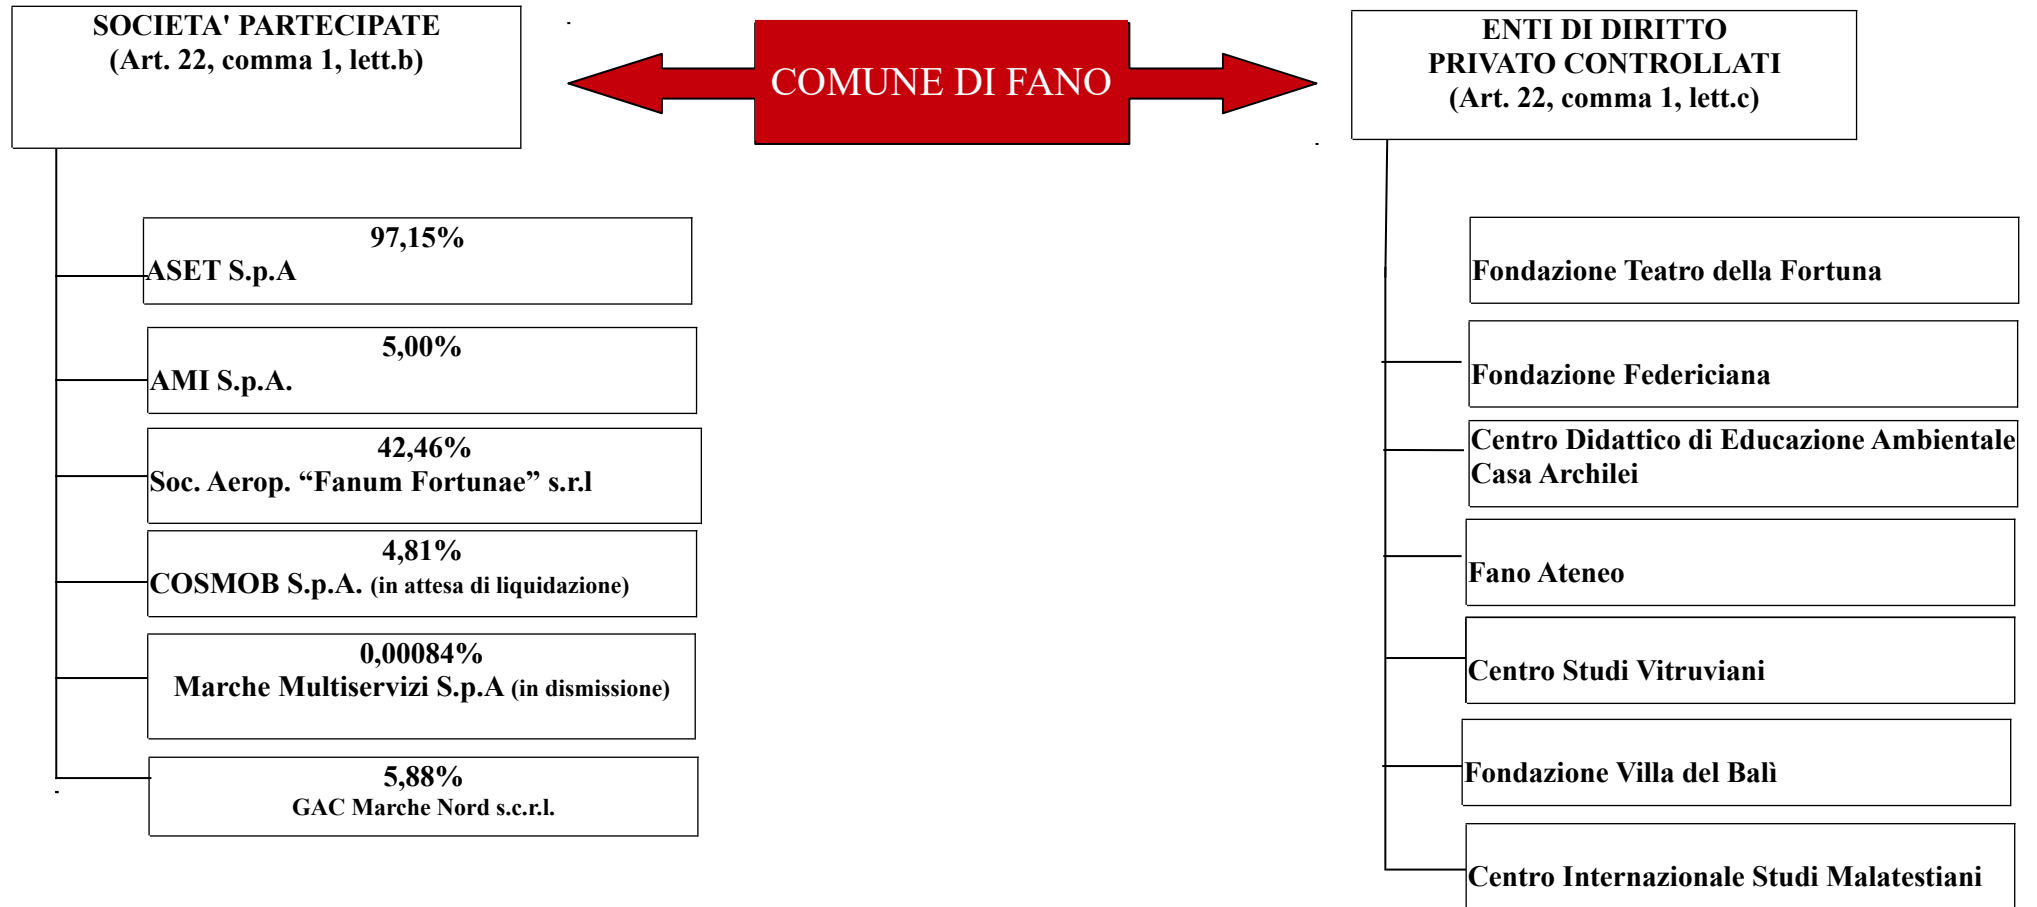 SOCIETA' PARTECIPATE
(Art. 22, comma 1, lett.b)
COMUNE DI FANO
ENTI DI DIRITTO
PRIVATO CONTROLLATI
(Art. 22, comma 1, lett.c)
97,15%
ASET S.p.A
5,00%
AMI S.p.A.
42,46%
Soc. Aerop. “Fanum Fortunae” s.r.l
4,81%
COSMOB S.p.A. (in attesa di liquidazione)
0,00084%
Marche Multiservizi S.p.A (in dismissione)
5,88%
GAC Marche Nord s.c.r.l.
Fondazione Teatro della Fortuna
Fondazione Federiciana
Centro Didattico di Educazione Ambientale
Casa Archilei
Fano Ateneo
Centro Studi Vitruviani
Fondazione Villa del Balì
Centro Internazionale Studi Malatestiani